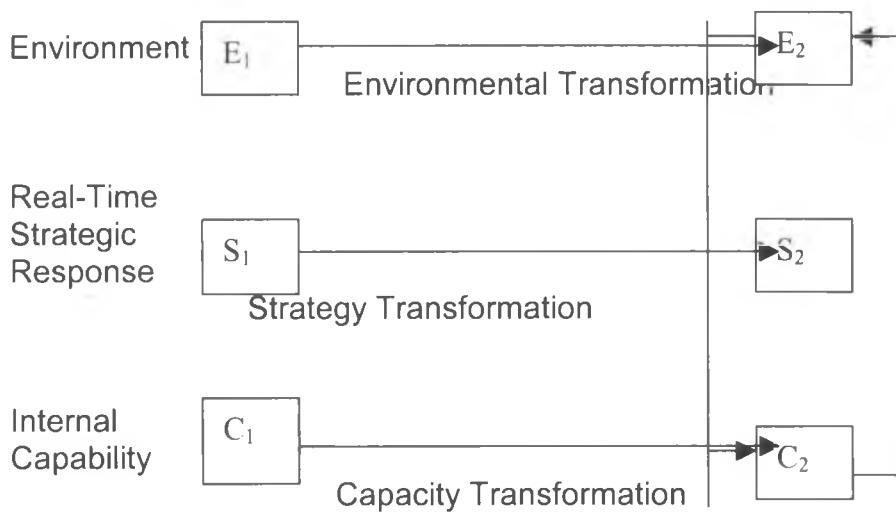 Environment E₁ E₂
Environmental Transformation
Real-Time
Strategic
Response
S₁ S₂
Strategy Transformation
Internal
Capability
C₁ C₂
Capacity Transformation